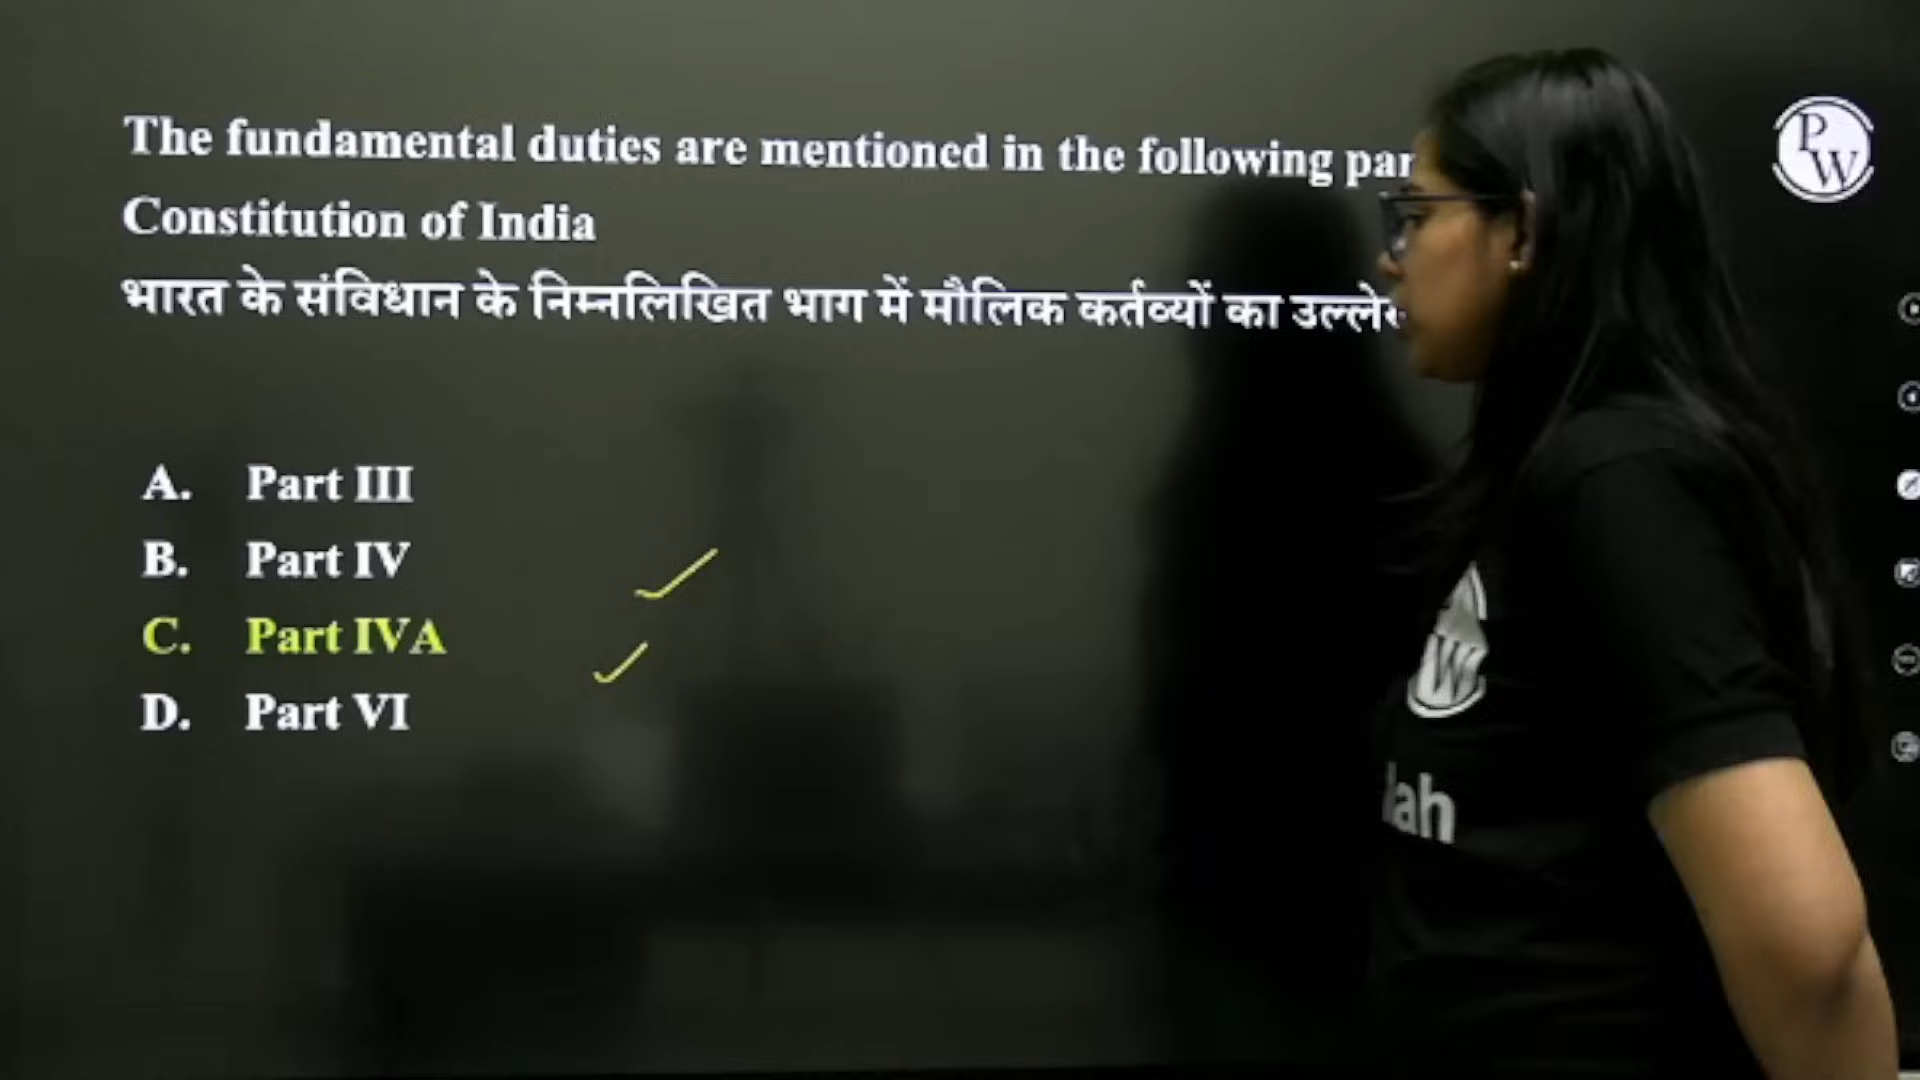 The fundamental duties are mentioned in the following
Constitution of India
भारत के संविधान के निम्नलिखित भाग में मौलिक कर्तव्यों का
A. Part III
B. Part IV
C. Part IVA
D. Part VI
PW
W